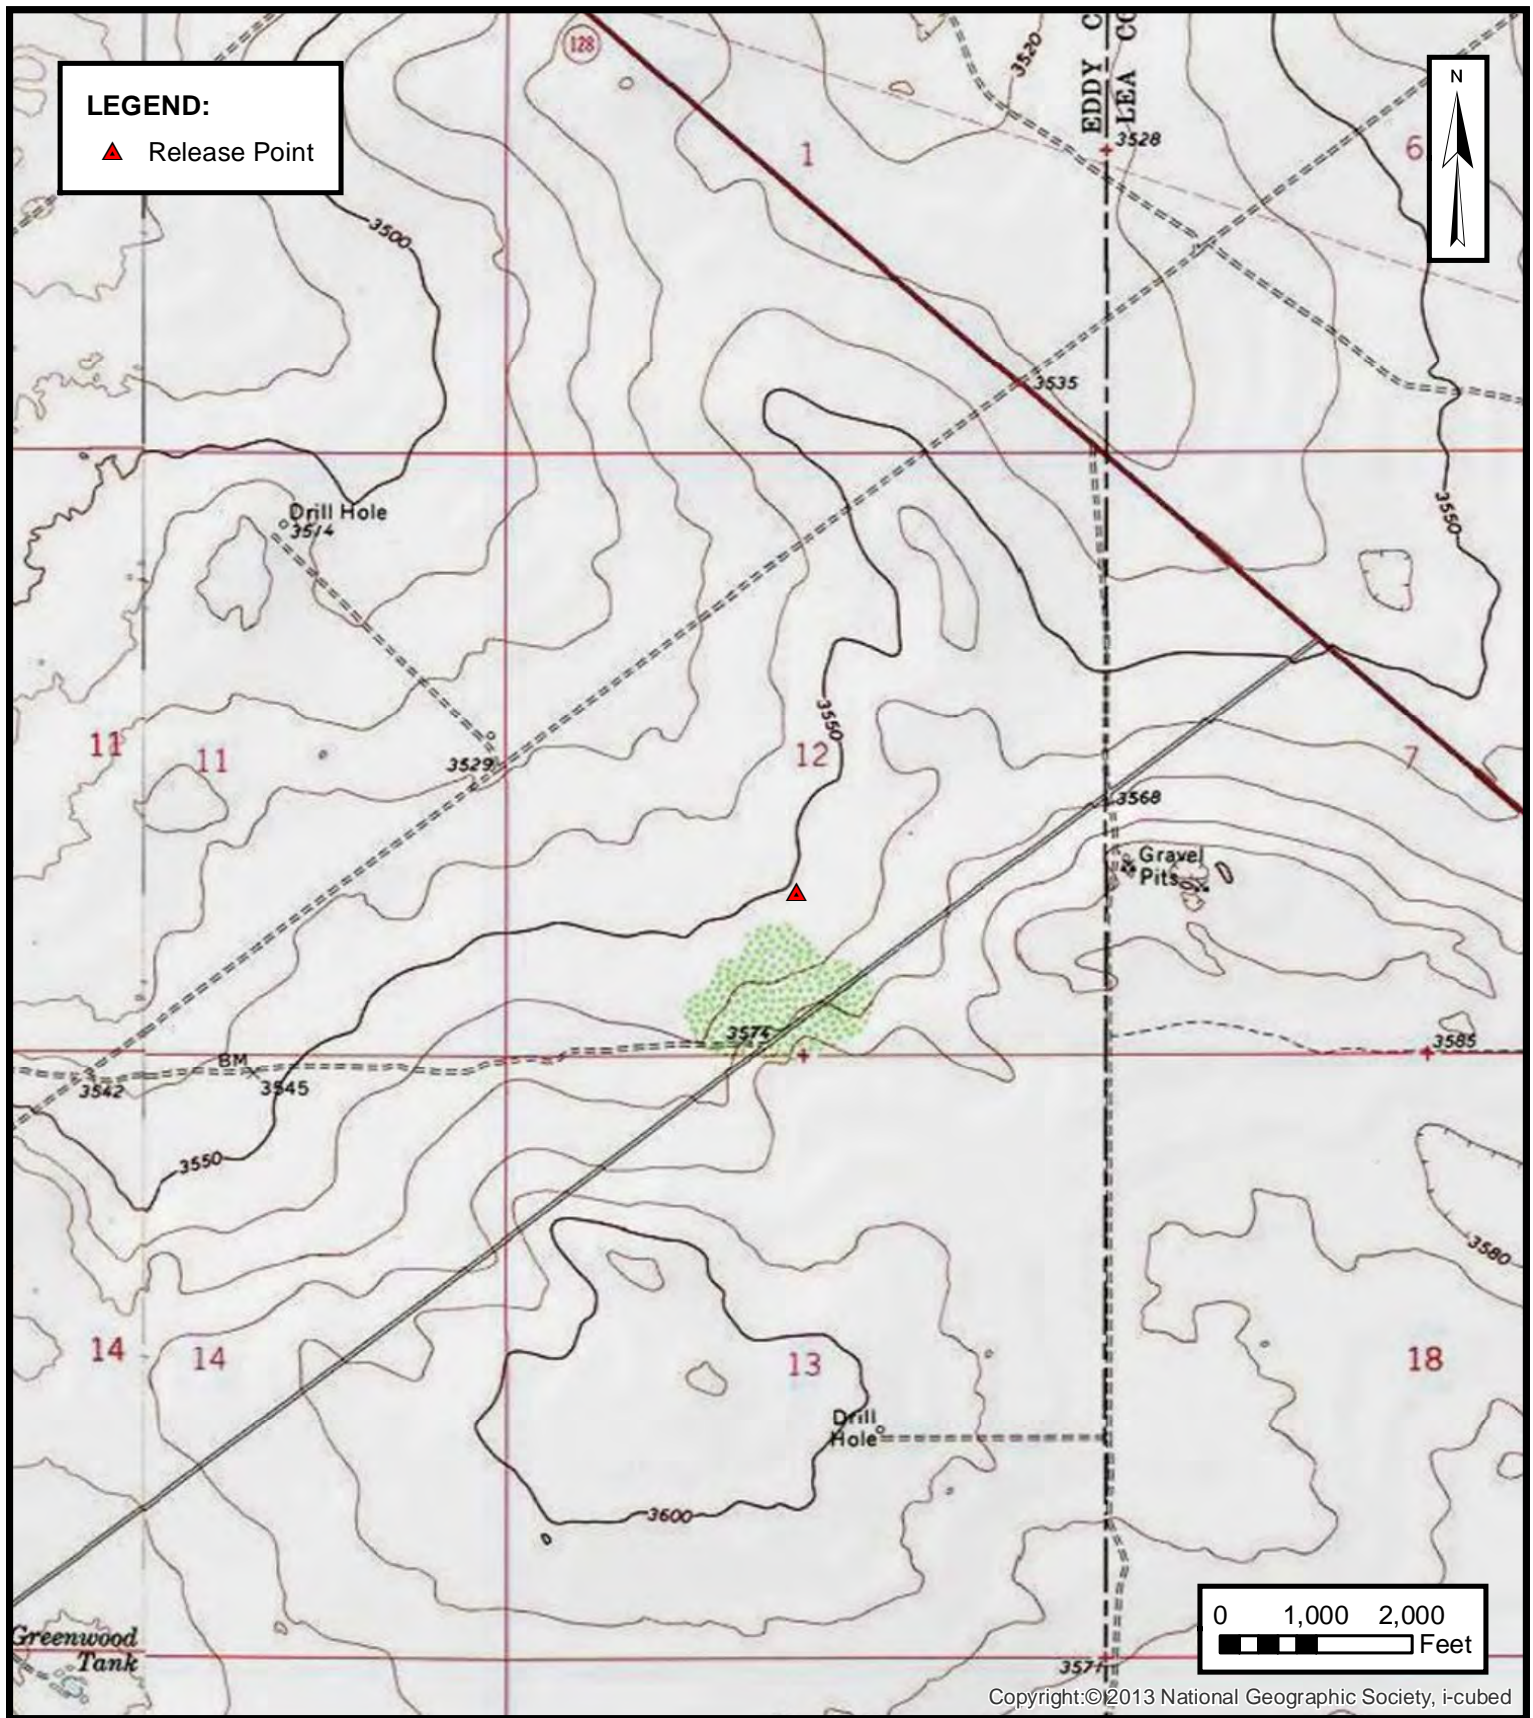 128
3520
EDDY C
LEA CO
N
LEGEND:
Release Point
3528
1
6
3500
3535
Drill Hole
3514
3550
3550
11
11
3529
12
7
3568
Gravel
Pits
3574
3585
BM
3542
3545
3550
3580
14
14
13
18
Drill
Hole
3600
0 1,000 2,000
Feet
Greenwood
Tank
3571
Copyright:© 2013 National Geographic Society, i-cubed